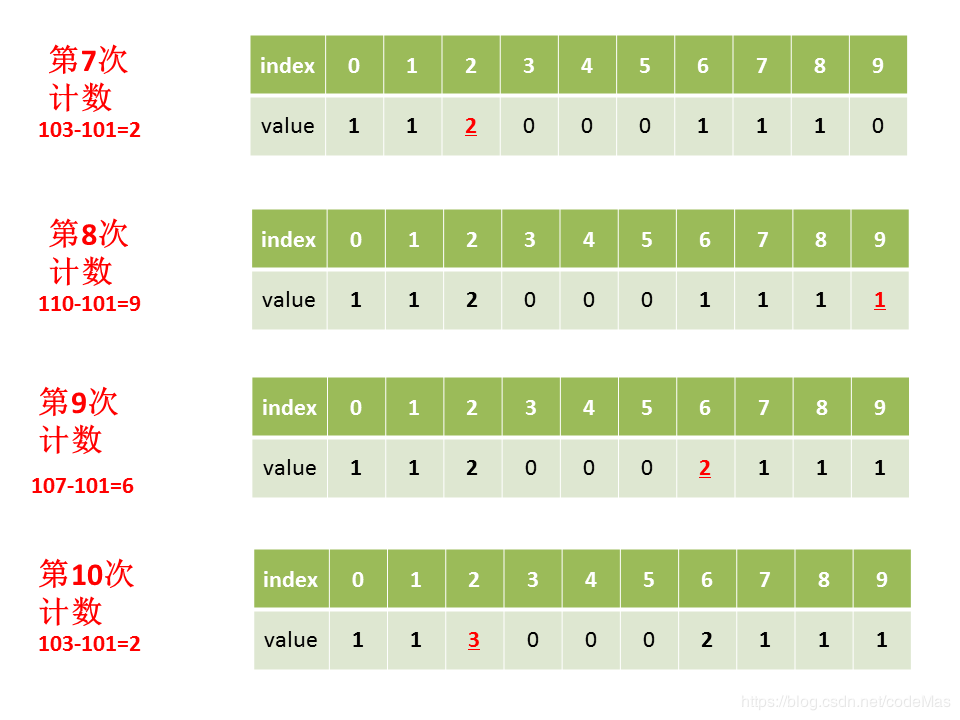 第7次
计数
103-101=2
index 0 1 2 3 4 5 6 7 8 9
value 1 1 2 0 0 0 1 1 1 0
第8次
计数
110-101=9
index 0 1 2 3 4 5 6 7 8 9
value 1 1 2 0 0 0 1 1 1 1
第9次
计数
107-101=6
index 0 1 2 3 4 5 6 7 8 9
value 1 1 2 0 0 0 2 1 1 1
第10次
计数
103-101=2
index 0 1 2 3 4 5 6 7 8 9
value 1 1 3 0 0 0 2 1 1 1
https://blog.csdn.net/codeMas